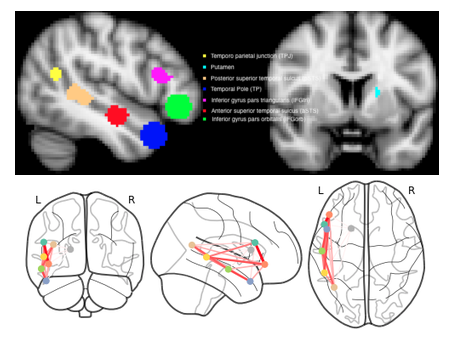 Temporo parietal junction (TPJ)
Putamen
Posterior superior temporal sulcus
Temporal Pole (TP)
Inferior gyrus pars triangularis (IFGtri)
Anterior superior temporal sulcus (aSTS)
Inferior gyrus pars orbitalis (IFGorb)
L R
L R